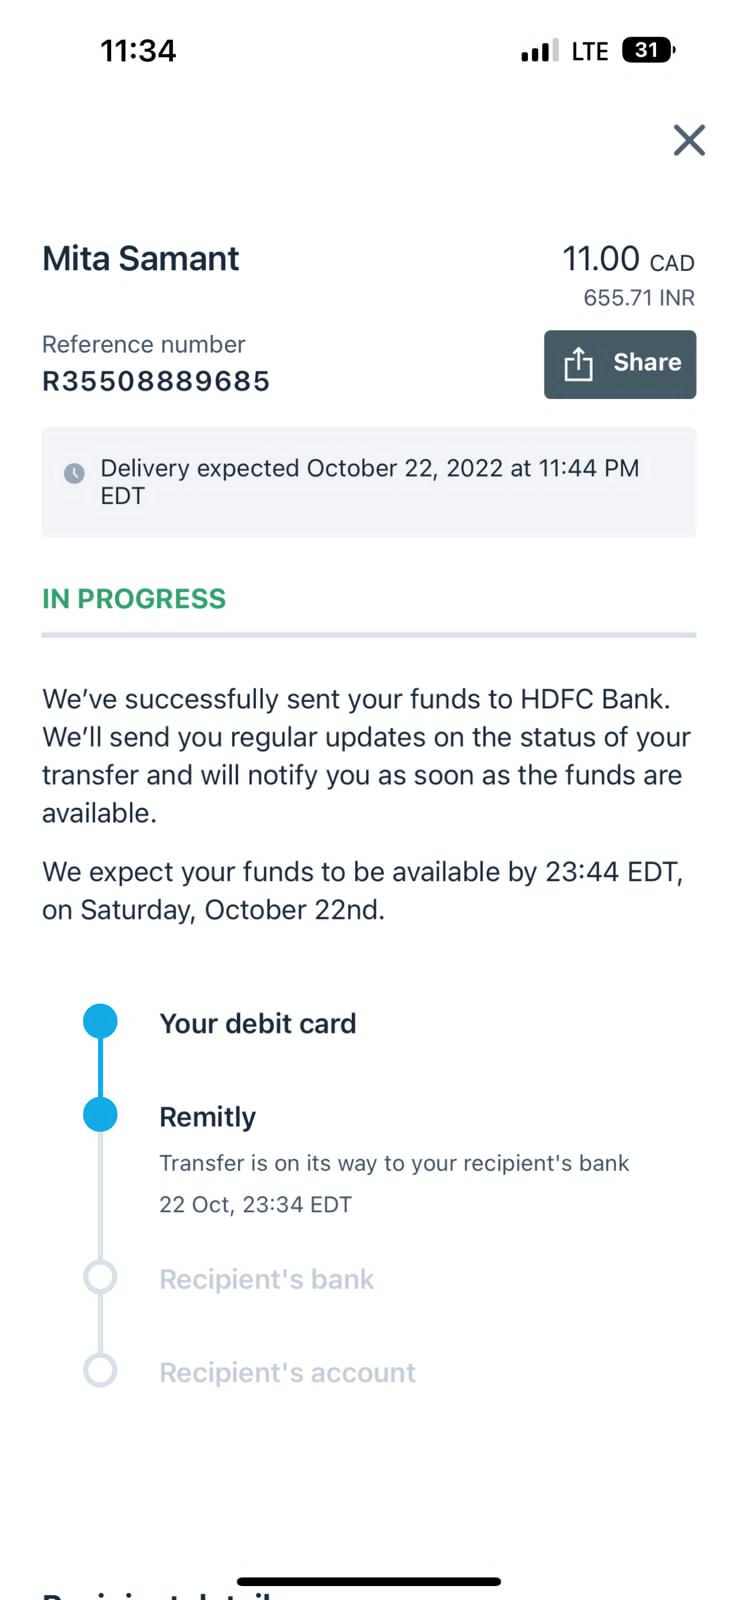 11:34
LTE 31
Mita Samant
11.00 CAD
655.71 INR
Reference number
R35508889685
Share
Delivery expected October 22, 2022 at 11:44 PM
EDT
IN PROGRESS
We’ve successfully sent your funds to HDFC Bank.
We’ll send you regular updates on the status of your
transfer and will notify you as soon as the funds are
available.
We expect your funds to be available by 23:44 EDT,
on Saturday, October 22nd.
Your debit card
Remitly
Transfer is on its way to your recipient's bank
22 Oct, 23:34 EDT
Recipient's bank
Recipient's account